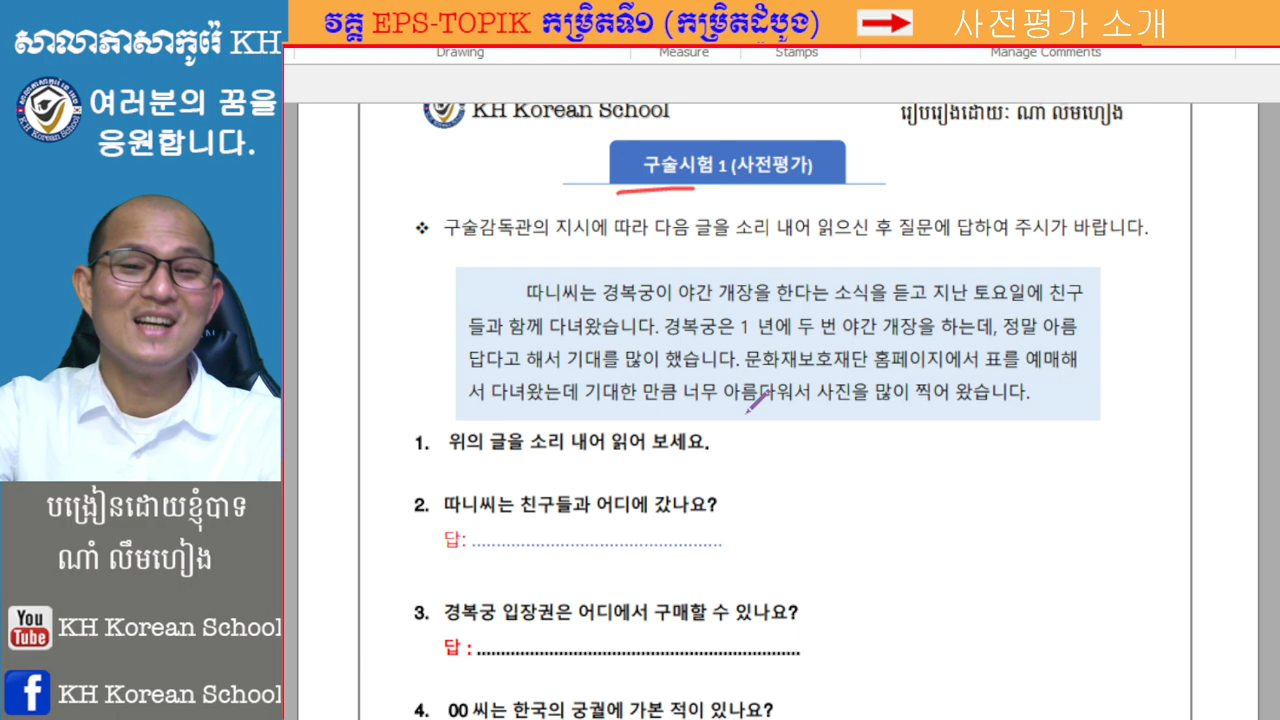 សាលាភាសាកូរ៉េ KH
여러분의 꿈을
응원합니다.
វគ្គ EPS-TOPIK កម្រិតទី១ (កម្រិតដំបូង)
사전평가 소개
Drawing
Measure
Stamps
Manage Comments
KH Korean School
រៀបរៀងដោយ: ណាំ លឹមហៀង
구술시험 1 (사전평가)
❖ 구술감독관의 지시에 따라 다음 글을 소리 내어 읽으신 후 질문에 답하여 주시가 바랍니다.
따니씨는 경복궁이 야간 개장을 한다는 소식을 듣고 지난 토요일에 친구
들과 함께 다녀왔습니다. 경복궁은 1 년에 두 번 야간 개장을 하는데, 정말 아름
답다고 해서 기대를 많이 했습니다. 문화재보호재단 홈페이지에서 표를 예매해
서 다녀왔는데 기대한 만큼 너무 아름다워서 사진을 많이 찍어 왔습니다.
1. 위의 글을 소리 내어 읽어 보세요.
2. 따니씨는 친구들과 어디에 갔나요?
답: ....................................................
3. 경복궁 입장권은 어디에서 구매할 수 있나요?
답 : ...................................................................
4. 00 씨는 한국의 궁궐에 가본 적이 있나요?
បង្រៀនដោយខ្ញុំបាទ
ណាំ លឹមហៀង
You
Tube
KH Korean School
f
KH Korean School